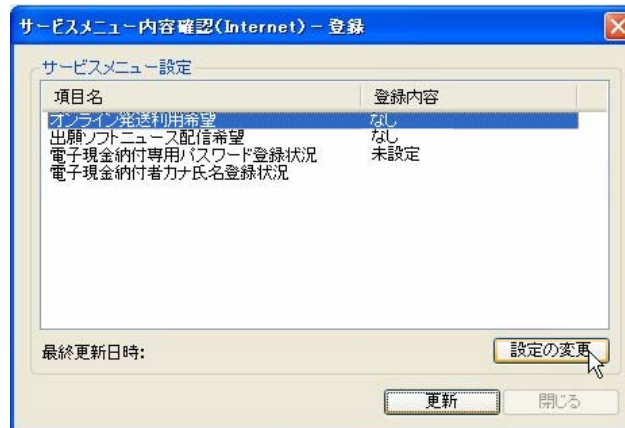 サービスメニュー内容確認(Internet) － 登録
サービスメニュー設定
項目名 登録内容
オンライン発送利用希望 なし
出願ソフトニュース配信希望 なし
電子現金納付専用パスワード登録状況 未設定
電子現金納付者カナ氏名登録状況
最終更新日時: 設定の変更
更新 閉じる